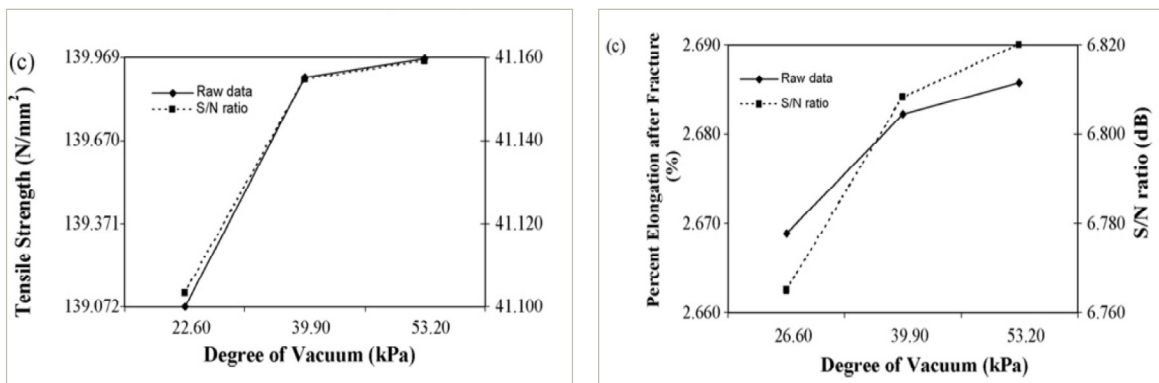 (c)
139.969
139.670
139.371
139.072
Tensile Strength (N/mm²)
Raw data
S/N ratio
41.160
41.140
41.120
41.100
22.60 39.90 53.20
Degree of Vacuum (kPa)
(c)
2.690
2.680
2.670
2.660
Percent Elongation after Fracture
(%)
Raw data
S/N ratio
6.820
6.800
6.780
6.760
S/N ratio (dB)
26.60 39.90 53.20
Degree of Vacuum (kPa)